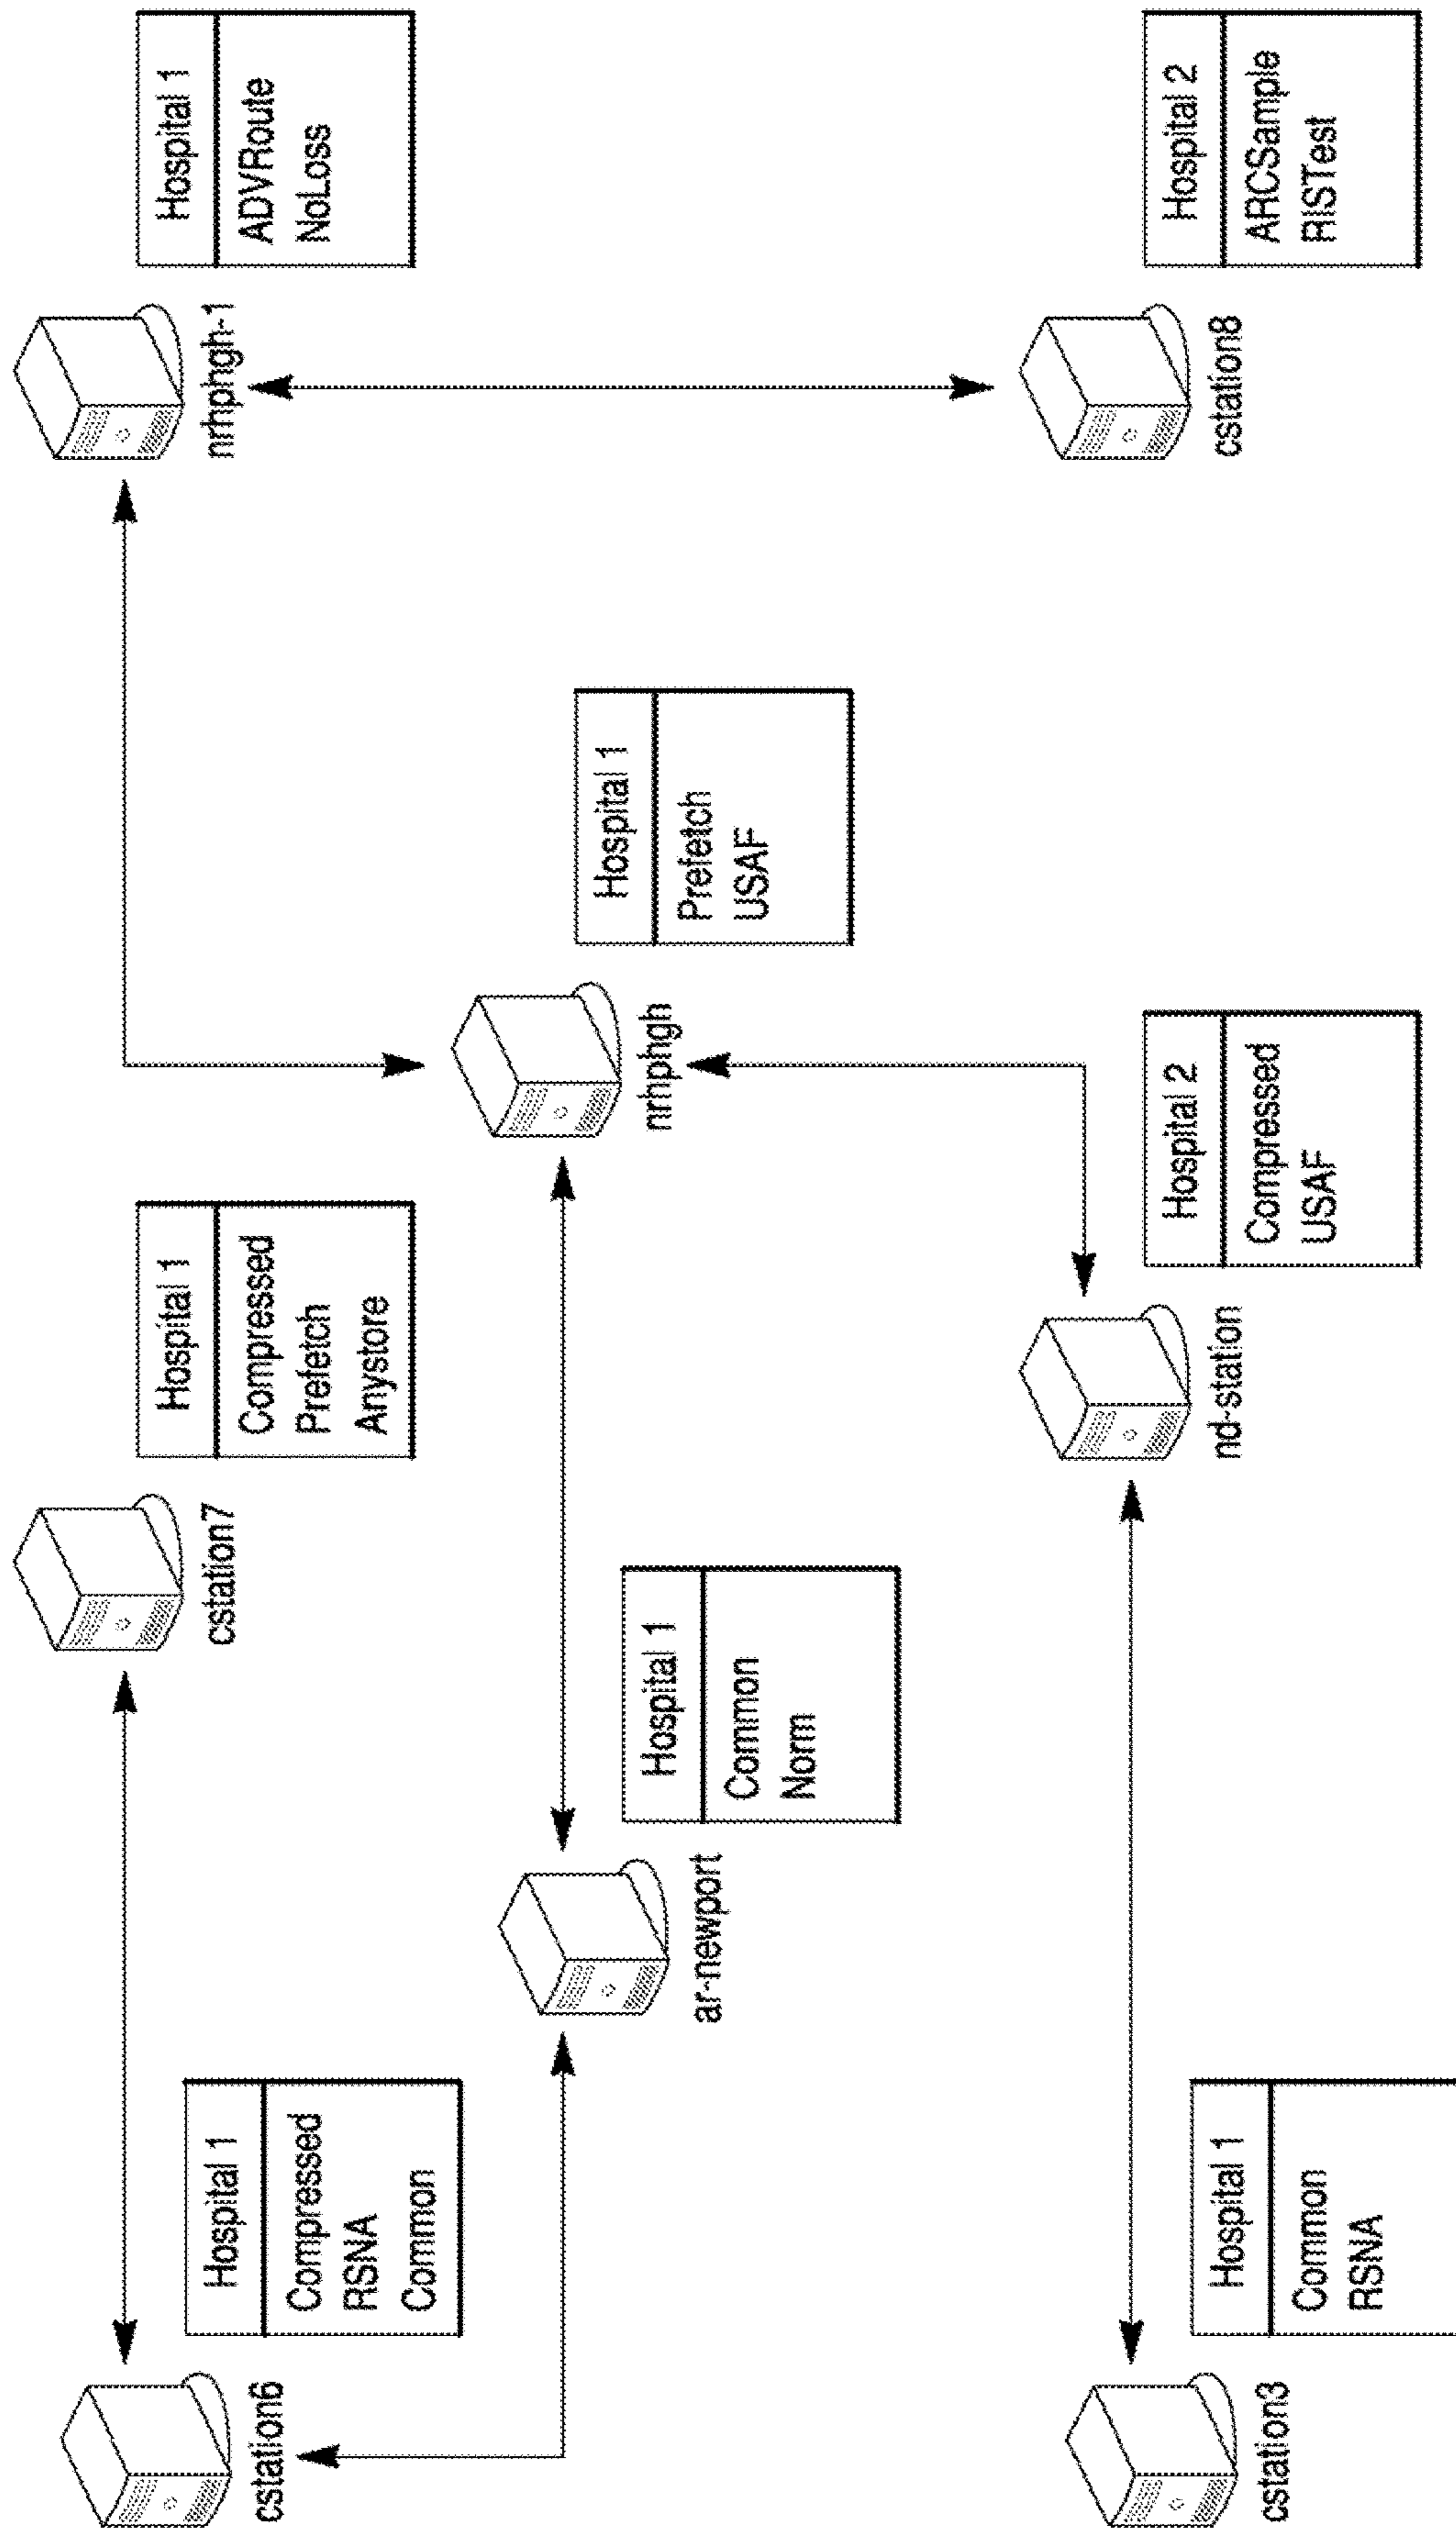 cstation6
Hospital 1
Compressed
RSNA
Common
cstation7
Hospital 1
Compressed
Prefetch
Anystore
nrhphgh-1
Hospital 1
ADVRoute
NoLoss
ar-newport
Hospital 1
Common
Norm
nrhphgh
Hospital 1
Prefetch
USAF
cstation3
Hospital 1
Common
RSNA
nd-station
Hospital 2
Compressed
USAF
cstation8
Hospital 2
ARCSample
RISTest